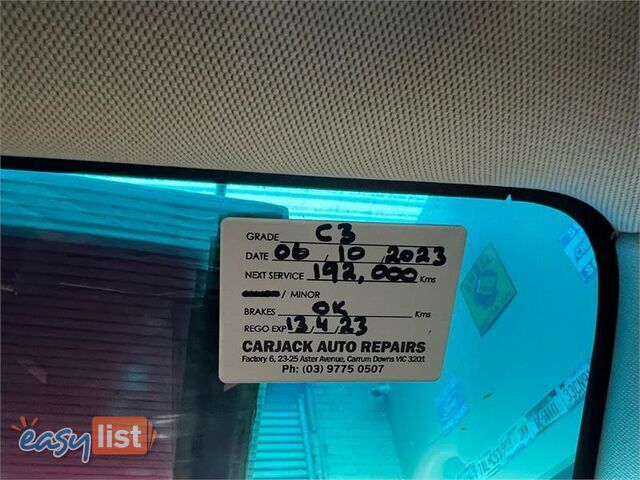 GRADE C3
DATE 06, 10, 2023
NEXT SERVICE 192,000 Kms
/ MINOR
BRAKES OK Kms
REGO EXP 13/4/23
CARJACK AUTO REPAIRS
Factory 6, 23-25 Aster Avenue, Carrum Downs VIC 3201
Ph: (03) 9775 0507
easylist